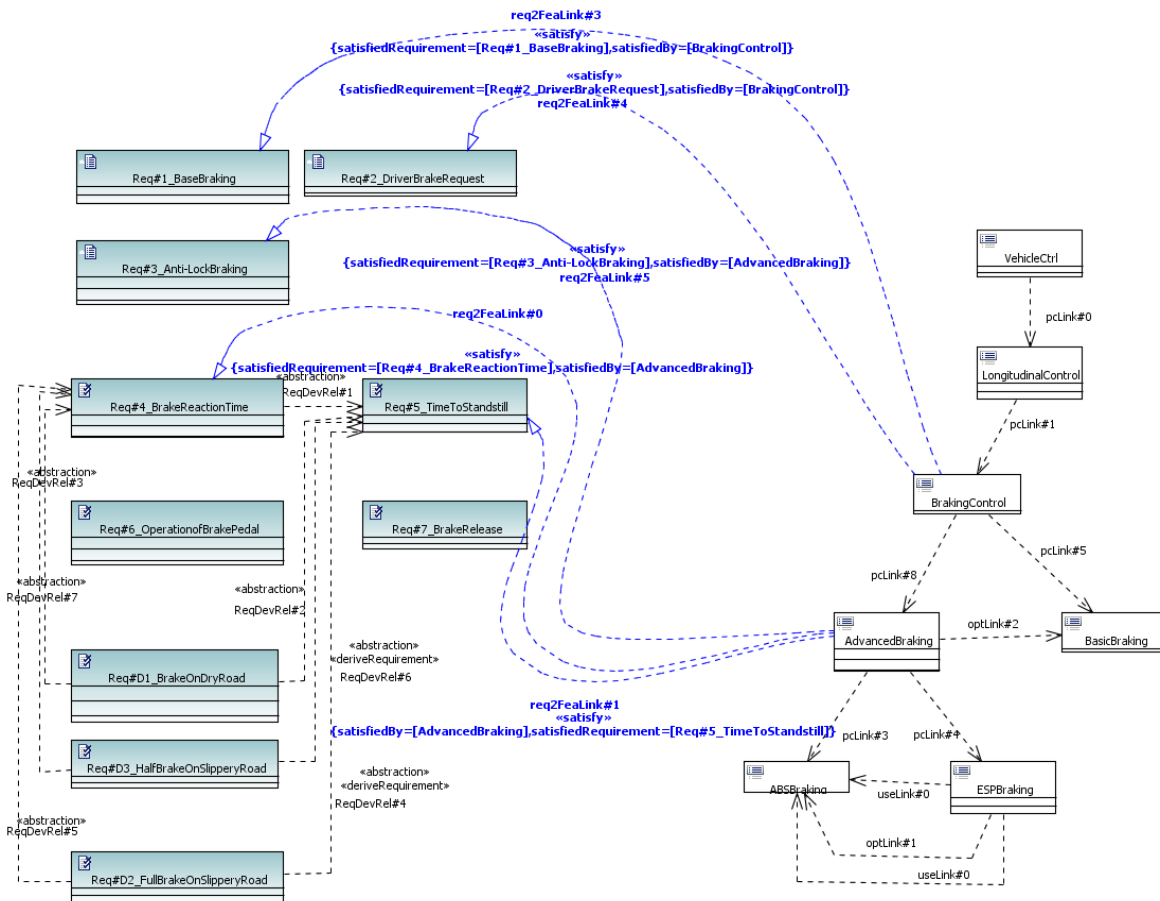 req2FeaLink#3
«satisfy»
{satisfiedRequirement=[Req#1_BaseBraking],satisfiedBy=[BrakingControl]}
«satisfy»
{satisfiedRequirement=[Req#2_DriverBrakeRequest],satisfiedBy=[BrakingControl]}
req2FeaLink#4
Req#1_BaseBraking
Req#2_DriverBrakeRequest
«satisfy»
{satisfiedRequirement=[Req#3_Anti-LockBraking],satisfiedBy=[AdvancedBraking]}
req2FeaLink#5
Req#3_Anti-LockBraking
VehicleCtrl
pcLink#0
req2FeaLink#0
«satisfy»
{satisfiedRequirement=[Req#4_BrakeReactionTime],satisfiedBy=[AdvancedBraking]}
«abstraction»
ReqDevRel#1
LongitudinalControl
Req#4_BrakeReactionTime
Req#5_TimeToStandstill
pcLink#1
«abstraction»
ReqDevRel#3
BrakingControl
Req#6_OperationofBrakePedal
Req#7_BrakeRelease
pcLink#5
pcLink#8
«abstraction»
ReqDevRel#7
«abstraction»
ReqDevRel#2
optLink#2
AdvancedBraking
BasicBraking
«abstraction»
«deriveRequirement»
ReqDevRel#6
Req#D1_BrakeOnDryRoad
req2FeaLink#1
«satisfy»
{satisfiedBy=[AdvancedBraking],satisfiedRequirement=[Req#5_TimeToStandstill]}
pcLink#3
pcLink#4
Req#D3_HalfBrakeOnSlipperyRoad
«abstraction»
«deriveRequirement»
ReqDevRel#4
ABSBraking
useLink#0
ESPBraking
«abstraction»
ReqDevRel#5
optLink#1
Req#D2_FullBrakeOnSlipperyRoad
useLink#0